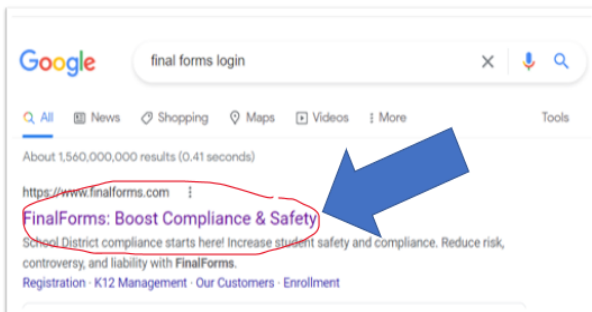 Google
final forms login
All News Shopping Maps Videos More Tools
About 1,560,000,000 results (0.41 seconds)
https://www.finalforms.com
FinalForms: Boost Compliance & Safety
School District compliance starts here! Increase student safety and compliance. Reduce risk,
controversy, and liability with FinalForms.
Registration · K12 Management · Our Customers · Enrollment